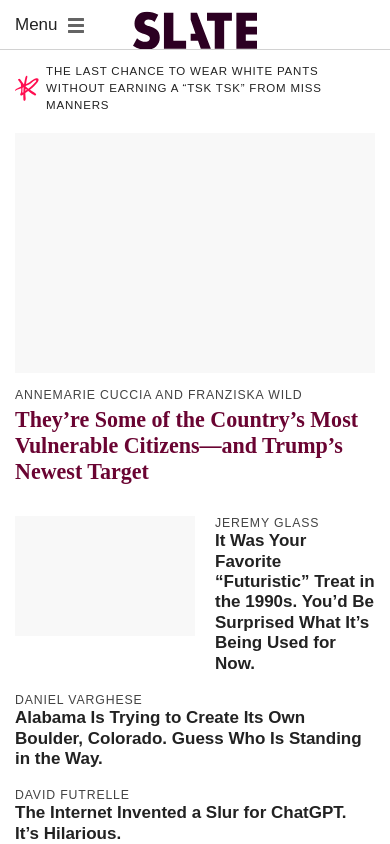 Menu
SLATE
THE LAST CHANCE TO WEAR WHITE PANTS
WITHOUT EARNING A “TSK TSK” FROM MISS
MANNERS
ANNEMARIE CUCCIA AND FRANZISKA WILD
They’re Some of the Country’s Most
Vulnerable Citizens—and Trump’s
Newest Target
JEREMY GLASS
It Was Your
Favorite
“Futuristic” Treat in
the 1990s. You’d Be
Surprised What It’s
Being Used for
Now.
DANIEL VARGHESE
Alabama Is Trying to Create Its Own
Boulder, Colorado. Guess Who Is Standing
in the Way.
DAVID FUTRELLE
The Internet Invented a Slur for ChatGPT.
It’s Hilarious.